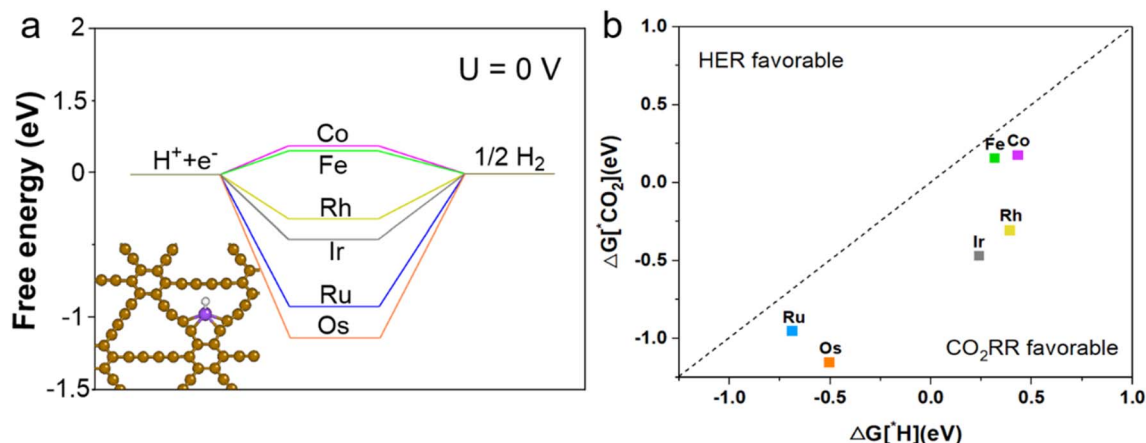 a
Free energy (eV)
2
1.5
0
-1
-1.5
U = 0 V
H⁺+e⁻
1/2 H₂
Co
Fe
Rh
Ir
Ru
Os
b
△G[*CO₂](eV)
1.0
0.5
0.0
-0.5
-1.0
HER favorable
Fe
Co
Rh
Ir
Ru
Os
CO₂RR favorable
-1.0
-0.5
0.0
0.5
1.0
△G[*H](eV)